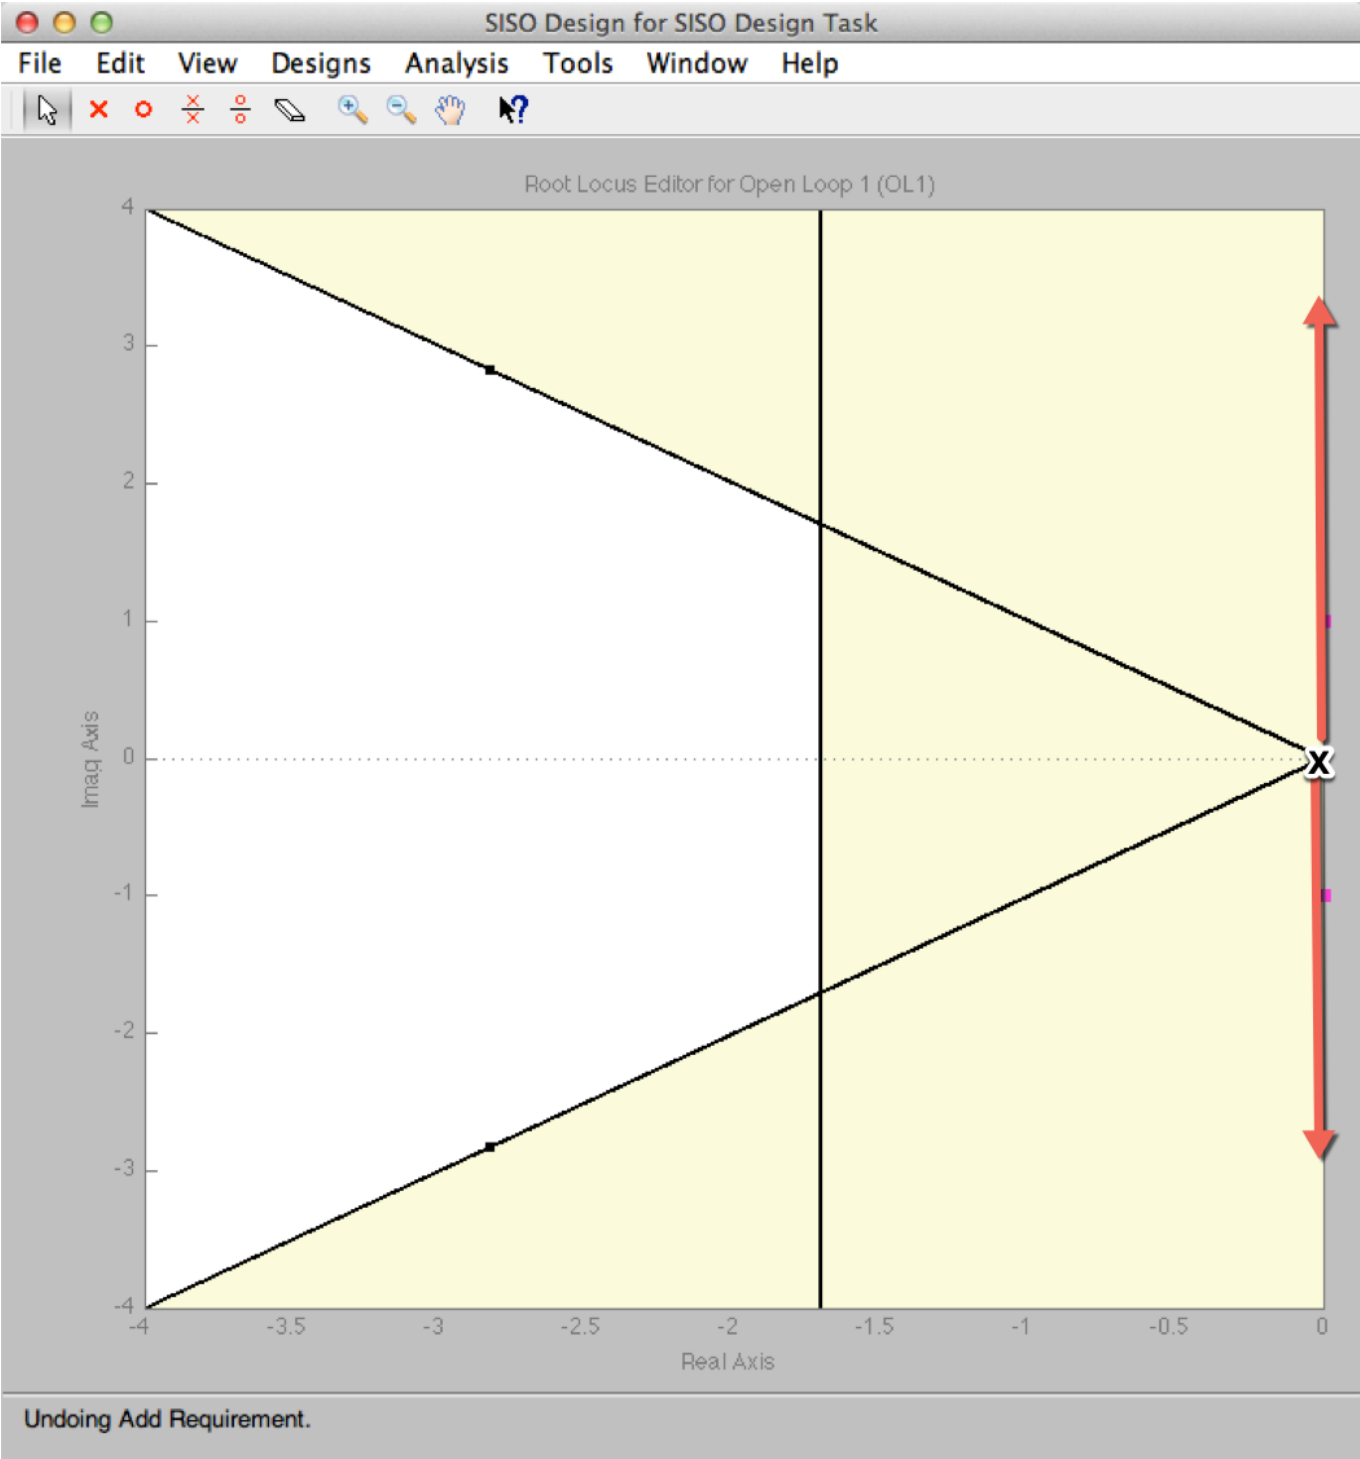 SISO Design for SISO Design Task
File Edit View Designs Analysis Tools Window Help
Root Locus Editor for Open Loop 1 (OL1)
4
3
2
1
0
-1
-2
-3
-4
Imag Axis
X
-4 -3.5 -3 -2.5 -2 -1.5 -1 -0.5 0
Real Axis
Undoing Add Requirement.